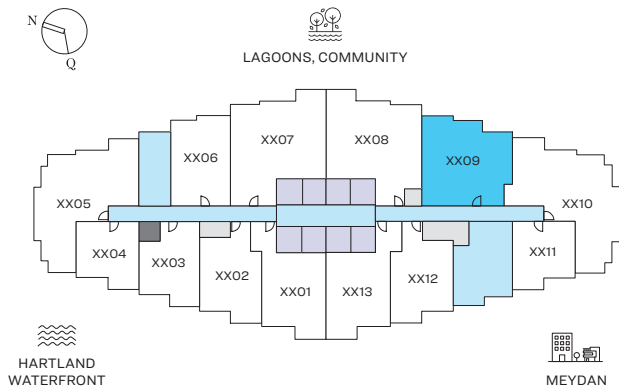 N
Q
LAGOONS, COMMUNITY
XX07
XX08
XX06
XX09
XX05
XX10
XX04
XX03
XX02
XX01
XX13
XX12
XX11
HARTLAND
WATERFRONT
MEYDAN